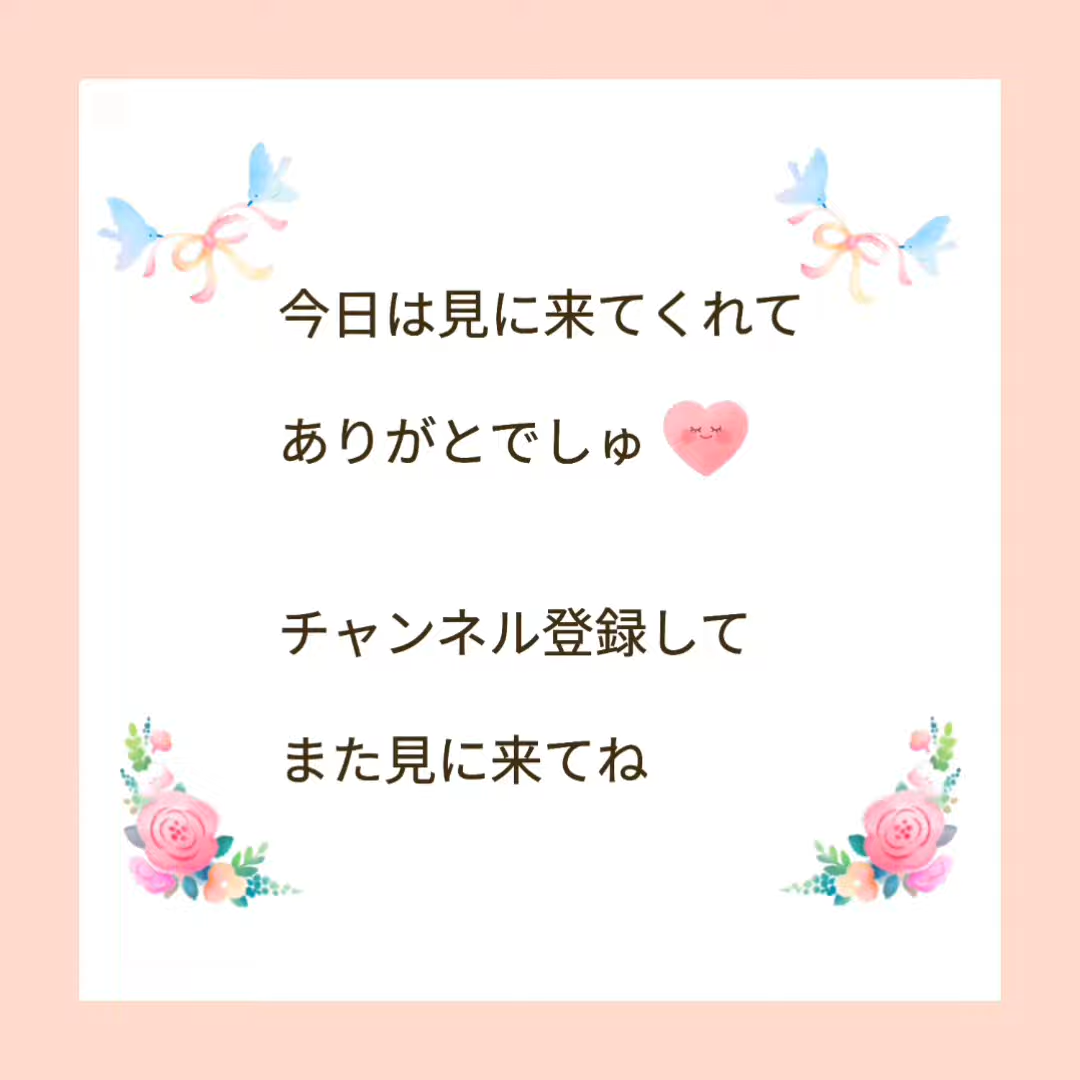 今日は見に来てくれて
ありがとでしゅ
チャンネル登録して
また見に来てね